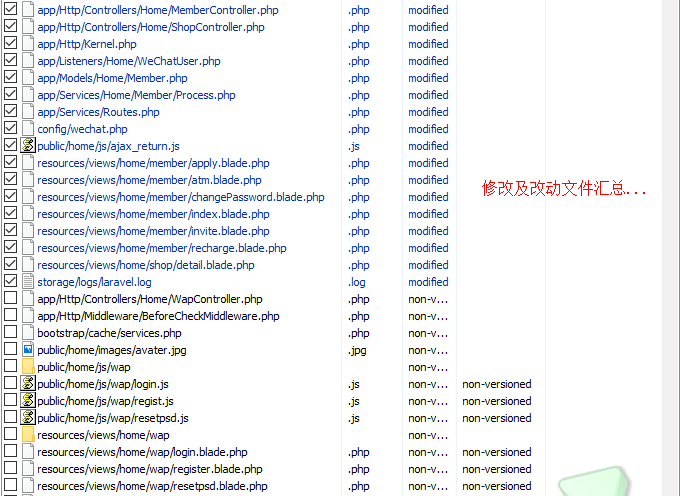 app/Http/Controllers/Home/MemberController.php .php modified
app/Http/Controllers/Home/ShopController.php .php modified
app/Http/Kernel.php .php modified
app/Listeners/Home/WeChatUser.php .php modified
app/Models/Home/Member.php .php modified
app/Services/Home/Member/Process.php .php modified
app/Services/Routes.php .php modified
config/wechat.php .php modified
public/home/js/ajax_return.js .js modified
resources/views/home/member/apply.blade.php .php modified
resources/views/home/member/atm.blade.php .php modified
resources/views/home/member/changePassword.blade.php .php modified
修改及改动文件汇总...
resources/views/home/member/index.blade.php .php modified
resources/views/home/member/invite.blade.php .php modified
resources/views/home/member/recharge.blade.php .php modified
resources/views/home/shop/detail.blade.php .php modified
storage/logs/laravel.log .log modified
app/Http/Controllers/Home/WapController.php .php non-v...
app/Http/Middleware/BeforeCheckMiddleware.php .php non-v...
bootstrap/cache/services.php .php non-v...
public/home/images/avater.jpg .jpg non-v...
public/home/js/wap non-v...
public/home/js/wap/login.js .js non-v... non-versioned
public/home/js/wap/regist.js .js non-v... non-versioned
public/home/js/wap/resetpsd.js .js non-v... non-versioned
resources/views/home/wap non-v...
resources/views/home/wap/login.blade.php .php non-v... non-versioned
resources/views/home/wap/register.blade.php .php non-v... non-versioned
resources/views/home/wap/resetpsd.blade.php .php non-v... non-versioned